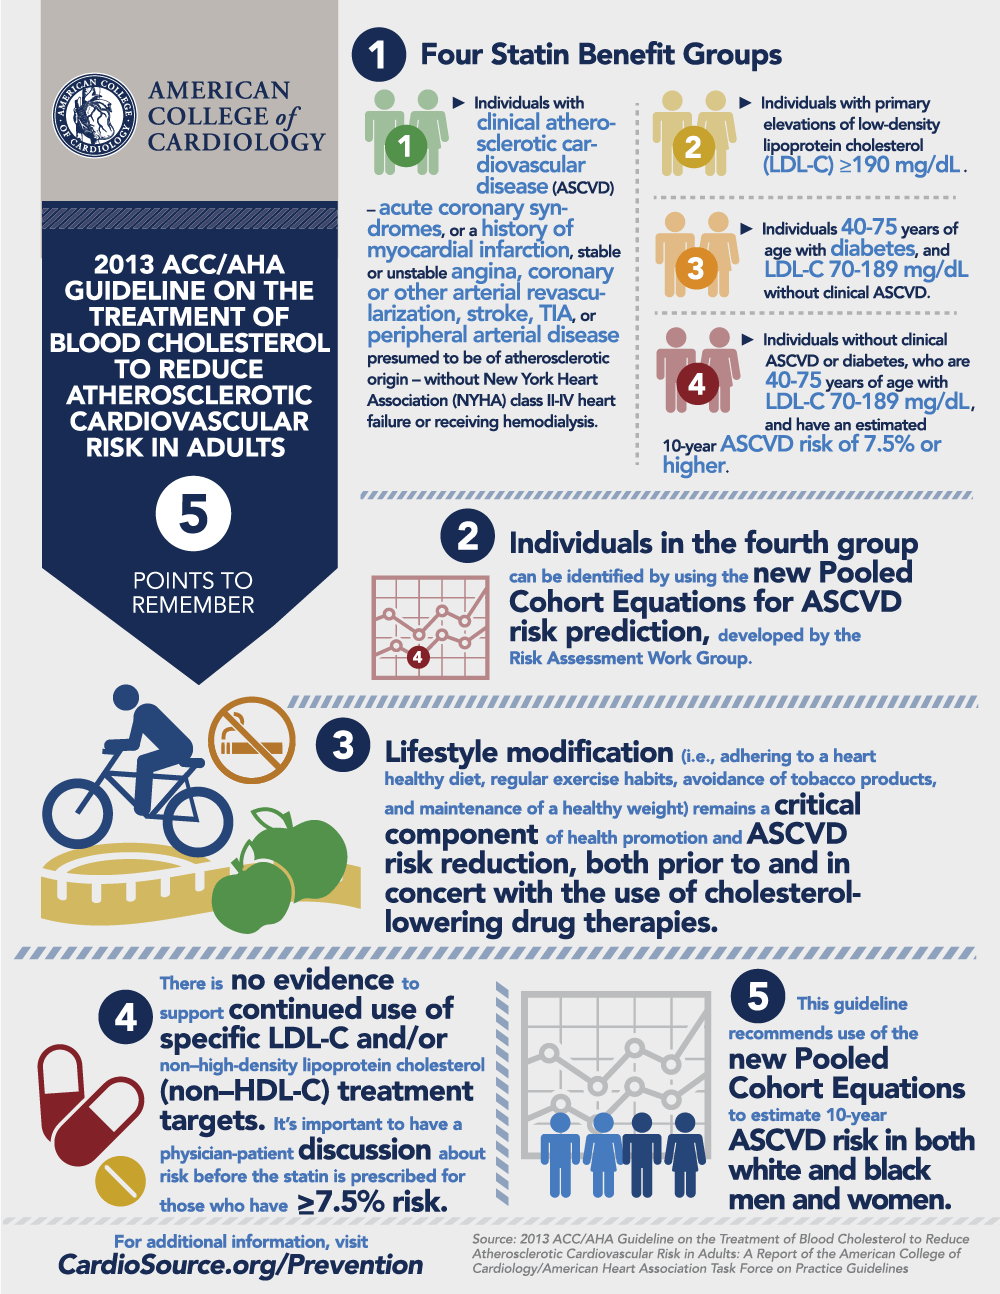 AMERICAN COLLEGE OF CARDIOLOGY
AMERICAN
COLLEGE of
CARDIOLOGY
2013 ACC/AHA
GUIDELINE ON THE
TREATMENT OF
BLOOD CHOLESTEROL
TO REDUCE
ATHEROSCLEROTIC
CARDIOVASCULAR
RISK IN ADULTS
5
POINTS TO
REMEMBER
1 Four Statin Benefit Groups
1
► Individuals with
clinical athero-
sclerotic car-
diovascular
disease (ASCVD)
– acute coronary syn-
dromes, or a history of
myocardial infarction, stable
or unstable angina, coronary
or other arterial revascu-
larization, stroke, TIA, or
peripheral arterial disease
presumed to be of atherosclerotic
origin – without New York Heart
Association (NYHA) class II-IV heart
failure or receiving hemodialysis.
2
► Individuals with primary
elevations of low-density
lipoprotein cholesterol
(LDL-C) ≥190 mg/dL .
3
► Individuals 40-75 years of
age with diabetes, and
LDL-C 70-189 mg/dL
without clinical ASCVD.
4
► Individuals without clinical
ASCVD or diabetes, who are
40-75 years of age with
LDL-C 70-189 mg/dL,
and have an estimated
10-year ASCVD risk of 7.5% or
higher.
2
Individuals in the fourth group
can be identified by using the new Pooled
Cohort Equations for ASCVD
risk prediction, developed by the
Risk Assessment Work Group.
4
3
Lifestyle modification (i.e., adhering to a heart
healthy diet, regular exercise habits, avoidance of tobacco products,
and maintenance of a healthy weight) remains a critical
component of health promotion and ASCVD
risk reduction, both prior to and in
concert with the use of cholesterol-
lowering drug therapies.
4
There is no evidence to
support continued use of
specific LDL-C and/or
non–high-density lipoprotein cholesterol
(non–HDL-C) treatment
targets. It's important to have a
physician-patient discussion about
risk before the statin is prescribed for
those who have ≥7.5% risk.
5 This guideline
recommends use of the
new Pooled
Cohort Equations
to estimate 10-year
ASCVD risk in both
white and black
men and women.
For additional information, visit
CardioSource.org/Prevention
Source: 2013 ACC/AHA Guideline on the Treatment of Blood Cholesterol to Reduce
Atherosclerotic Cardiovascular Risk in Adults: A Report of the American College of
Cardiology/American Heart Association Task Force on Practice Guidelines